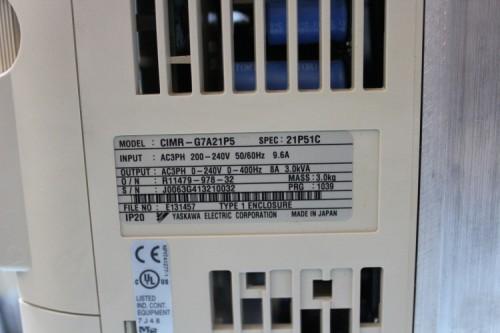 MODEL : CIMR-G7A21P5 SPEC: 21P51C
INPUT : AC3PH 200-240V 50/60Hz 9.6A
OUTPUT : AC3PH 0-240V 0-400Hz 8A 3.0kVA
O / N : R11479-978-32 MASS: 3.0kg
S / N : J0063G413210032 PRG : 1039
FILE NO : E131457 TYPE 1 ENCLOSURE
IP20 YASKAWA ELECTRIC CORPORATION MADE IN JAPAN
C UL US
LISTED
IND. CONT.
EQUIPMENT
7J48